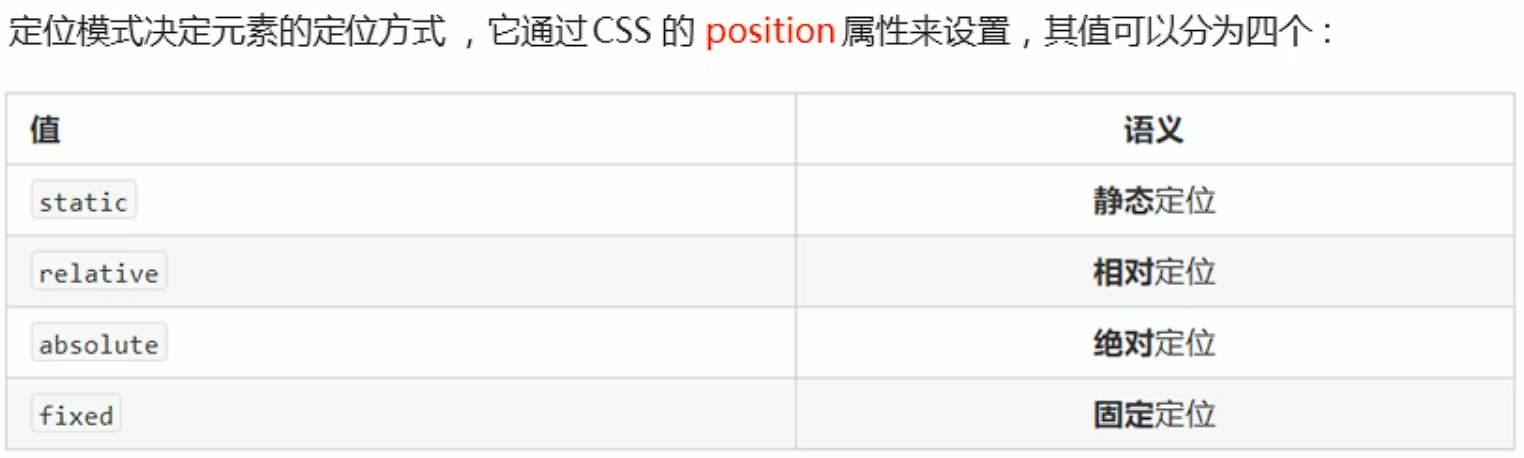 定位模式决定元素的定位方式 ，它通过CSS 的 position 属性来设置，其值可以分为四个：
值 语义
static 静态定位
relative 相对定位
absolute 绝对定位
fixed 固定定位